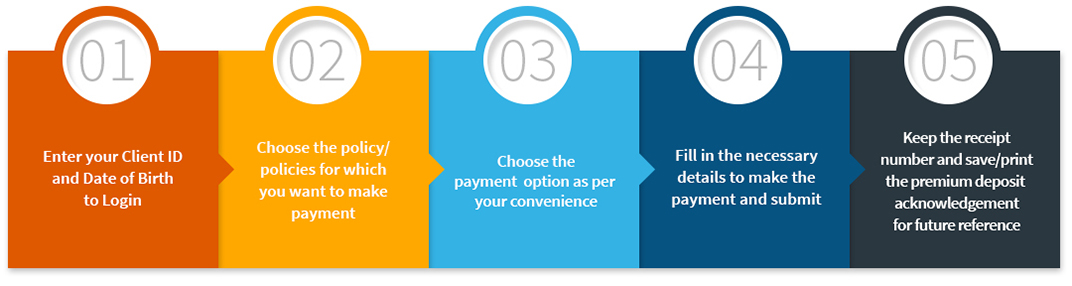 01
Enter your Client ID
and Date of Birth
to Login
02
Choose the policy/
policies for which
you want to make
payment
03
Choose the
payment option as per
your convenience
04
Fill in the necessary
details to make the
payment and submit
05
Keep the receipt
number and save/print
the premium deposit
acknowledgement
for future reference